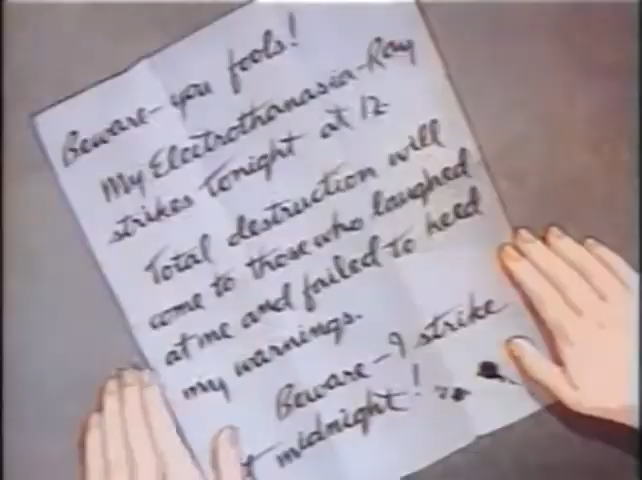 Beware- you fools!
My Electrothanasia-Ray
strikes Tonight at 12.
Total destruction will
come to those who laughed
at me and failed to heed
my warnings.
Beware-I strike
midnight!